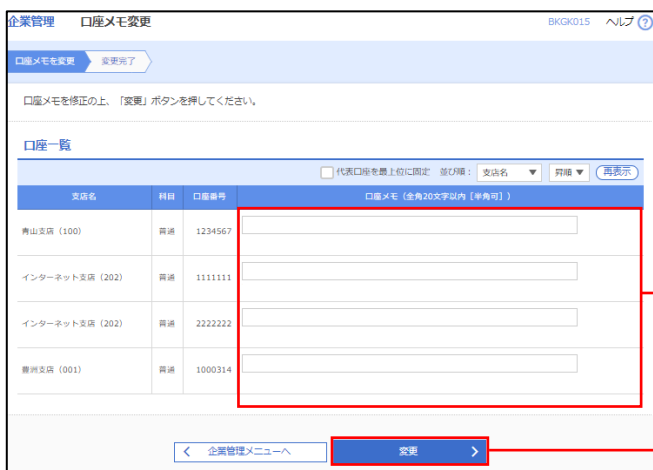 企業管理 口座メモ変更 BKGK015 ヘルプ ?
口座メモを変更 変更完了
口座メモを修正の上、「変更」ボタンを押してください。
口座一覧
代表口座を最上位に固定 並び順： 支店名 ▼ 昇順 ▼ 再表示
支店名 科目 口座番号 口座メモ（全角20文字以内［半角可］）
青山支店（100） 普通 1234567
インターネット支店（202） 普通 1111111
インターネット支店（202） 普通 2222222
豊洲支店（001） 普通 1000314
企業管理メニューへ 変更